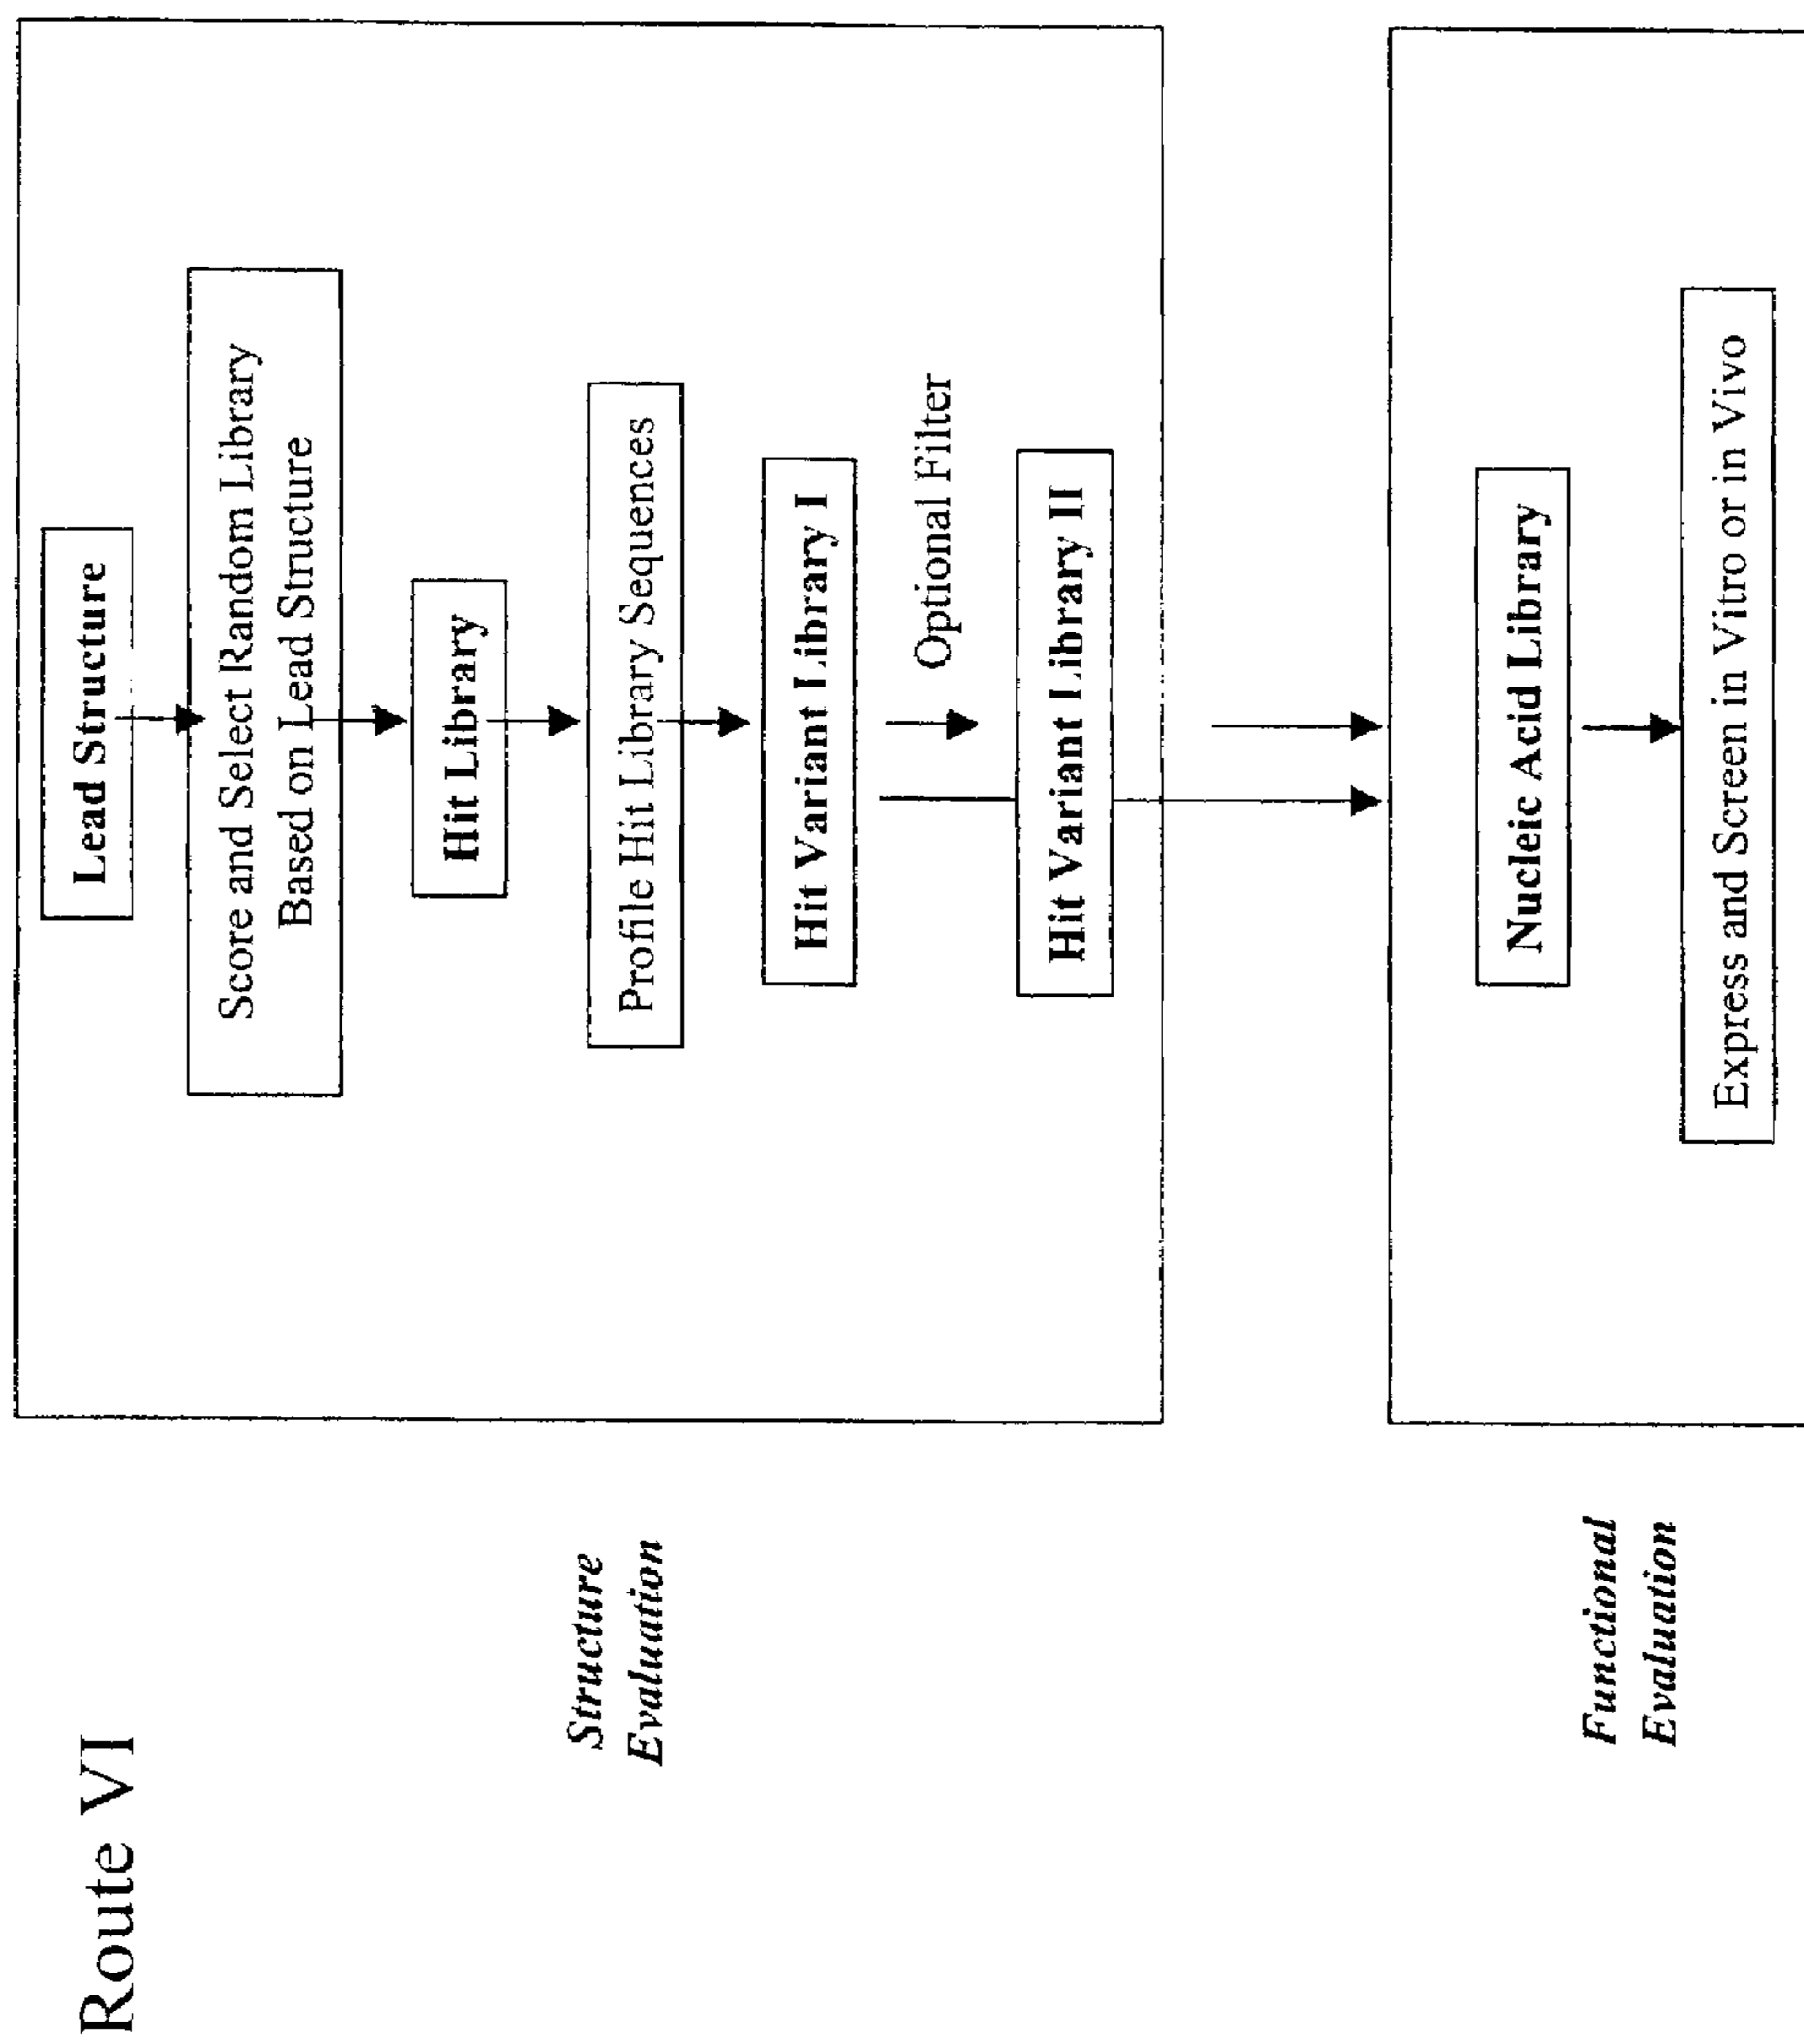 Route VI
Structure
Evaluation
Lead Structure
Score and Select Random Library
Based on Lead Structure
Hit Library
Profile Hit Library Sequences
Hit Variant Library I
Optional Filter
Hit Variant Library II
Functional
Evaluation
Nucleic Acid Library
Express and Screen in Vitro or in Vivo